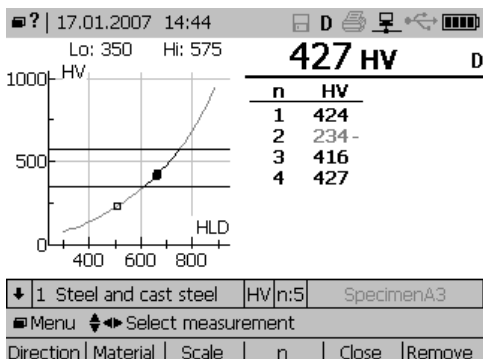 ? 17.01.2007 14:44 D
Lo: 350 Hi: 575
427 HV D
HV
1000
500
0
400 600 800
HLD
n HV
1 424
2 234-
3 416
4 427
1 Steel and cast steel HV n:5 SpecimenA3
Menu Select measurement
Direction Material Scale n Close Remove